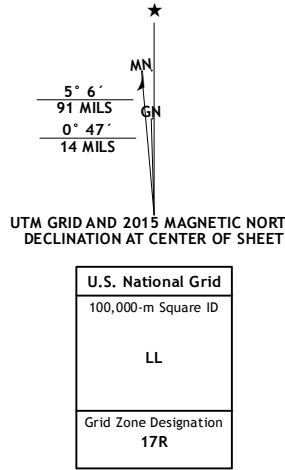 MN
5° 6´
91 MILS
GN
0° 47´
14 MILS
UTM GRID AND 2015 MAGNETIC NORT
DECLINATION AT CENTER OF SHEET
U.S. National Grid
100,000-m Square ID
LL
Grid Zone Designation
17R